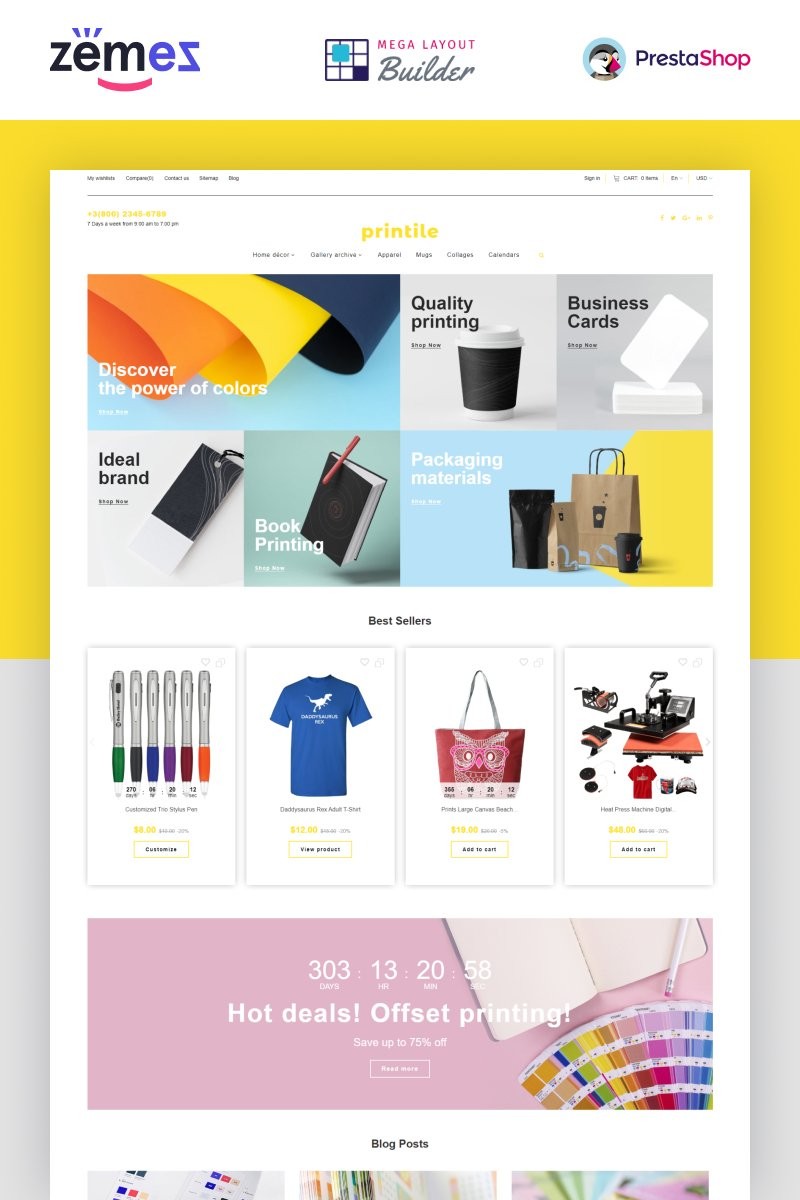 zemes
MEGA LAYOUT
Builder
PrestaShop
My wishlists Compare(0) Contact us Sitemap Blog
Sign in CART 0 items En USD
+3(800) 2345-6789
7 Days a week from 9:00 am to 7:00 pm
printile
Home décor Gallery archive Apparel Mugs Collages Calendars
Discover
the power of colors
Shop Now
Quality
printing
Shop Now
Business
Cards
Shop Now
Ideal
brand
Shop Now
Book
Printing
Shop Now
Packaging
materials
Shop Now
Best Sellers
270 : 06 : 20 : 12
days hr min sec
Customized Trio Stylus Pen
$8.00 $10.00 -20%
Customize
DADDYSAURUS
REX
Daddysaurus Rex Adult T-Shirt
$12.00 $15.00 -20%
View product
355 : 06 : 20 : 12
days hr min sec
Prints Large Canvas Beach...
$19.00 $20.00 -5%
Add to cart
Heat Press Machine Digital...
$48.00 $60.00 -20%
Add to cart
303 : 13 : 20 : 58
DAYS HR MIN SEC
Hot deals! Offset printing!
Save up to 75% off
Read more
Blog Posts